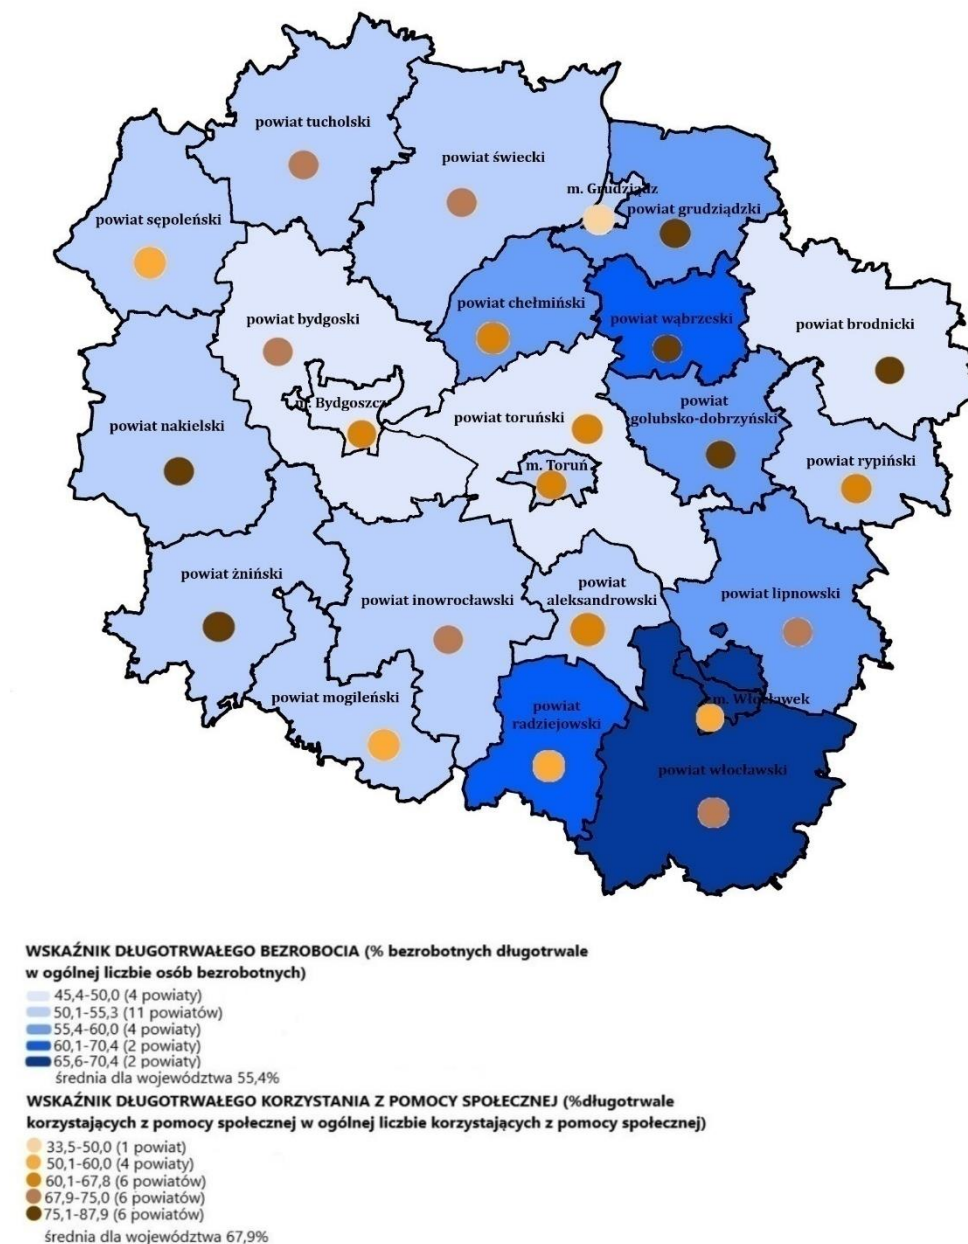 powiat tucholski
powiat świecki
m. Grudziądz
powiat grudziądzki
powiat sępoleński
powiat chełmiński
powiat bydgoski
powiat wąbrzeski
powiat brodnicki
m. Bydgoszcz
powiat toruński
powiat
golubsko-dobrzyński
powiat nakielski
m. Toruń
powiat rypiński
powiat żniński
powiat inowrocławski
powiat
aleksandrowski
powiat lipnowski
powiat mogileński
powiat
radziejowski
m. Włocławek
powiat włocławski
WSKAŹNIK DŁUGOTRWAŁEGO BEZROBOCIA (% bezrobotnych długotrwale
w ogólnej liczbie osób bezrobotnych)
45,4-50,0 (4 powiaty)
50,1-55,3 (11 powiatów)
55,4-60,0 (4 powiaty)
60,1-70,4 (2 powiaty)
65,6-70,4 (2 powiaty)
średnia dla województwa 55,4%
WSKAŹNIK DŁUGOTRWAŁEGO KORZYSTANIA Z POMOCY SPOŁECZNEJ (%długotrwale
korzystających z pomocy społecznej w ogólnej liczbie korzystających z pomocy społecznej)
33,5-50,0 (1 powiat)
50,1-60,0 (4 powiaty)
60,1-67,8 (6 powiatów)
67,9-75,0 (6 powiatów)
75,1-87,9 (6 powiatów)
średnia dla województwa 67,9%